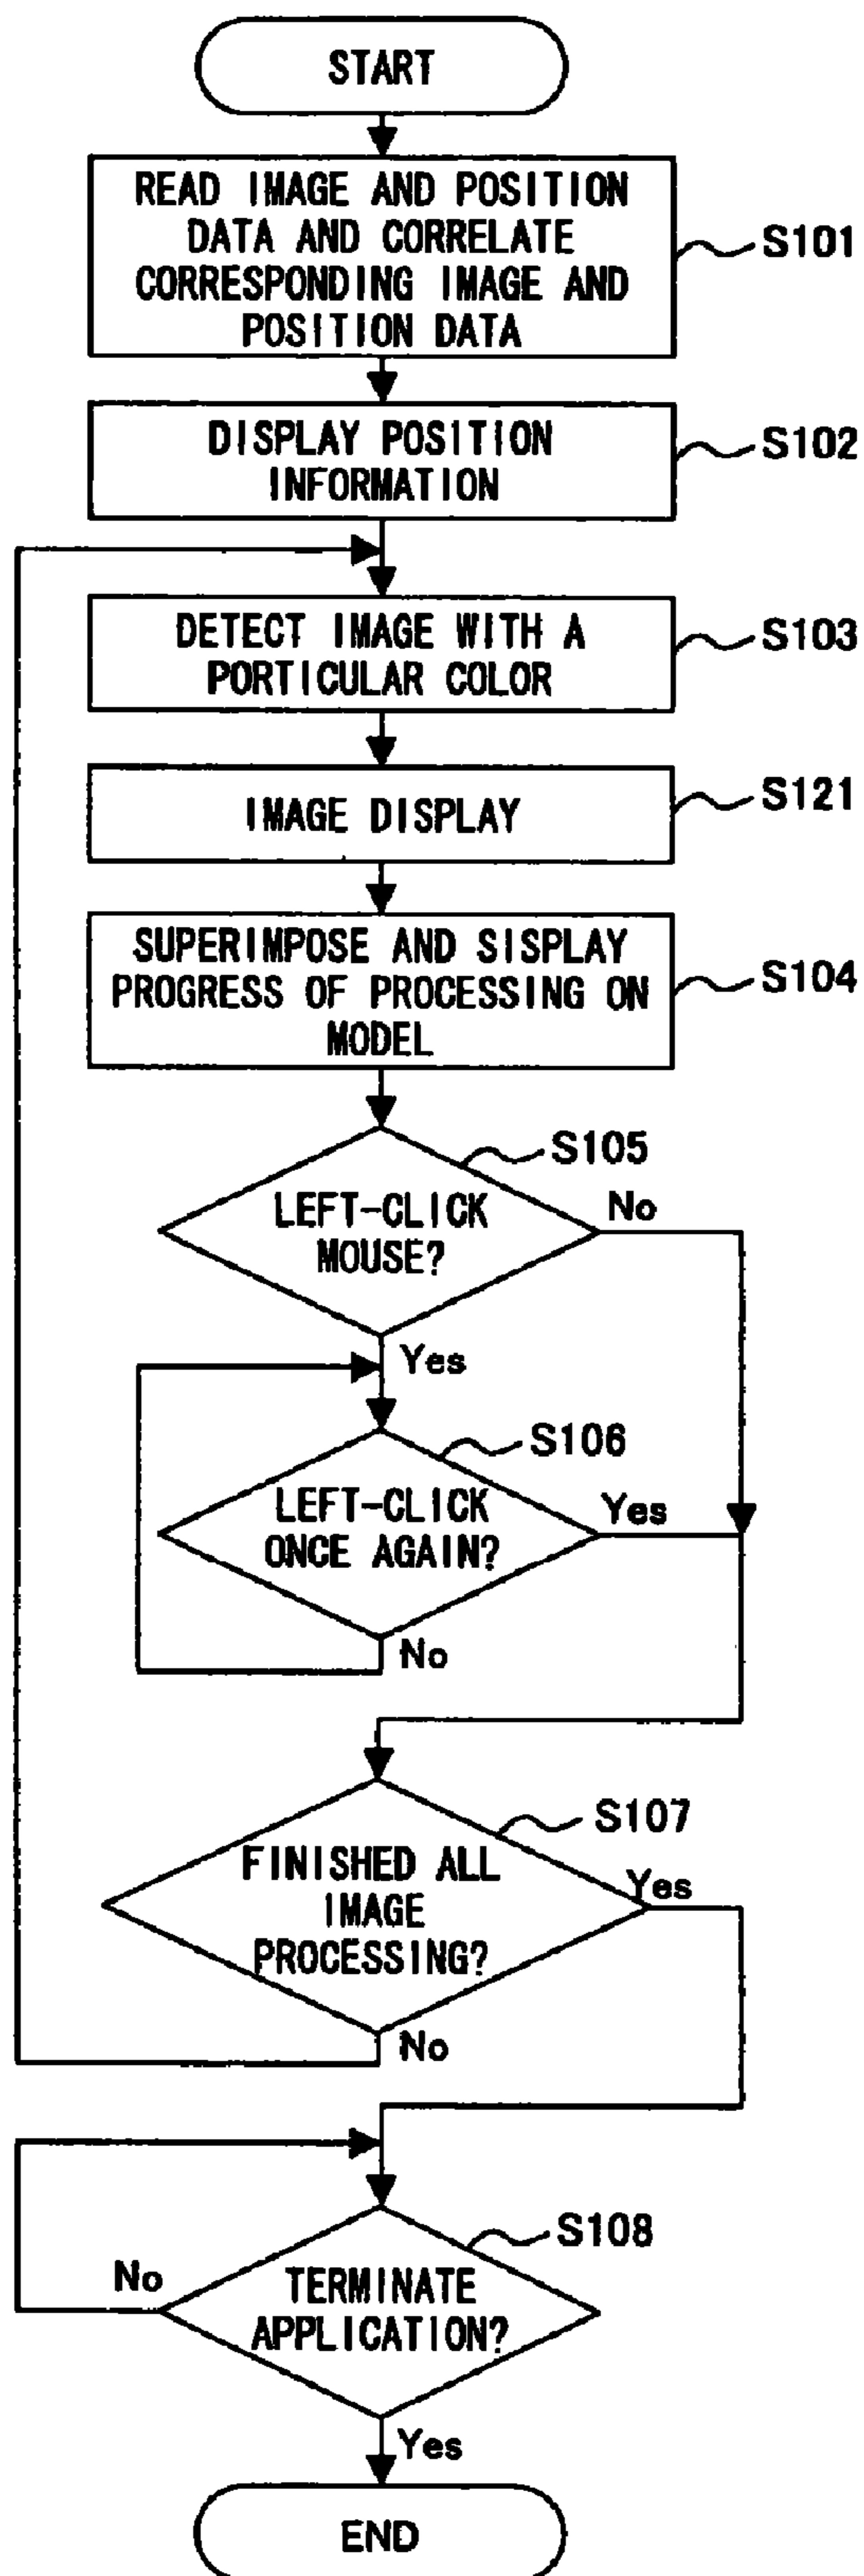 START
READ IMAGE AND POSITION
DATA AND CORRELATE
CORRESPONDING IMAGE AND
POSITION DATA
S101
DISPLAY POSITION
INFORMATION
S102
DETECT IMAGE WITH A
PORTICULAR COLOR
S103
IMAGE DISPLAY
S121
SUPERIMPOSE AND SISPLAY
PROGRESS OF PROCESSING ON
MODEL
S104
S105
LEFT-CLICK
MOUSE?
No
Yes
S106
LEFT-CLICK
ONCE AGAIN?
Yes
No
S107
FINISHED ALL
IMAGE
PROCESSING?
Yes
No
S108
TERMINATE
APPLICATION?
No
Yes
END